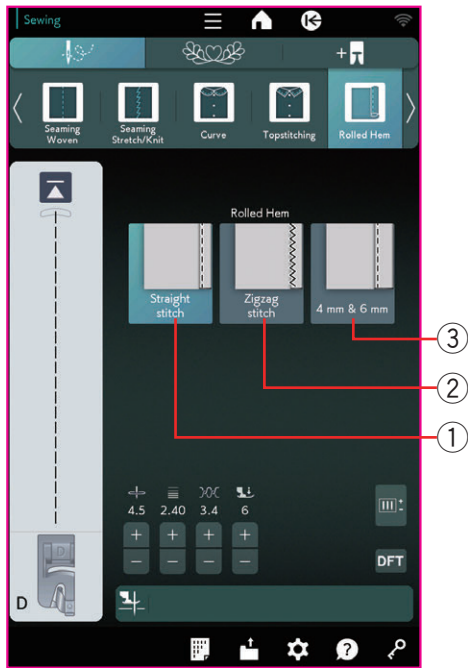 Sewing
Seaming
Woven
Seaming
Stretch/Knit
Curve
Topstitching
Rolled Hem
Rolled Hem
Straight
stitch
Zigzag
stitch
4 mm & 6 mm
3
2
1
4.5 2.40 3.4 6
+ + + +
− − − −
DFT
D
D
?